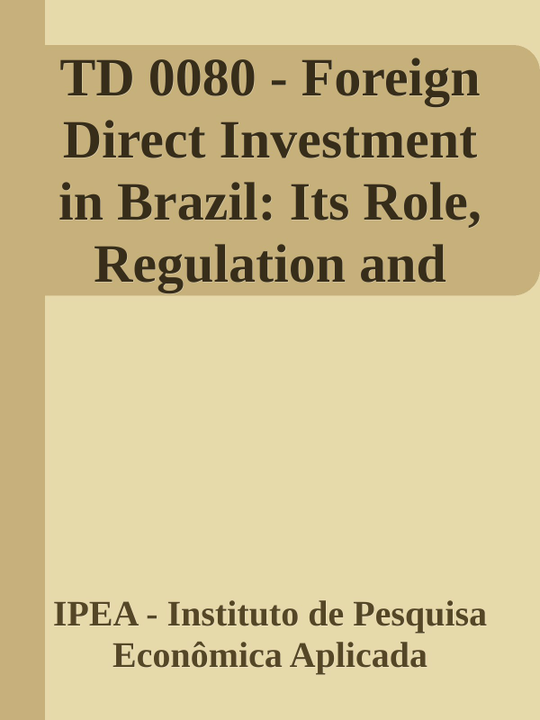 TD 0080 - Foreign
Direct Investment
in Brazil: Its Role,
Regulation and
IPEA - Instituto de Pesquisa
Econômica Aplicada